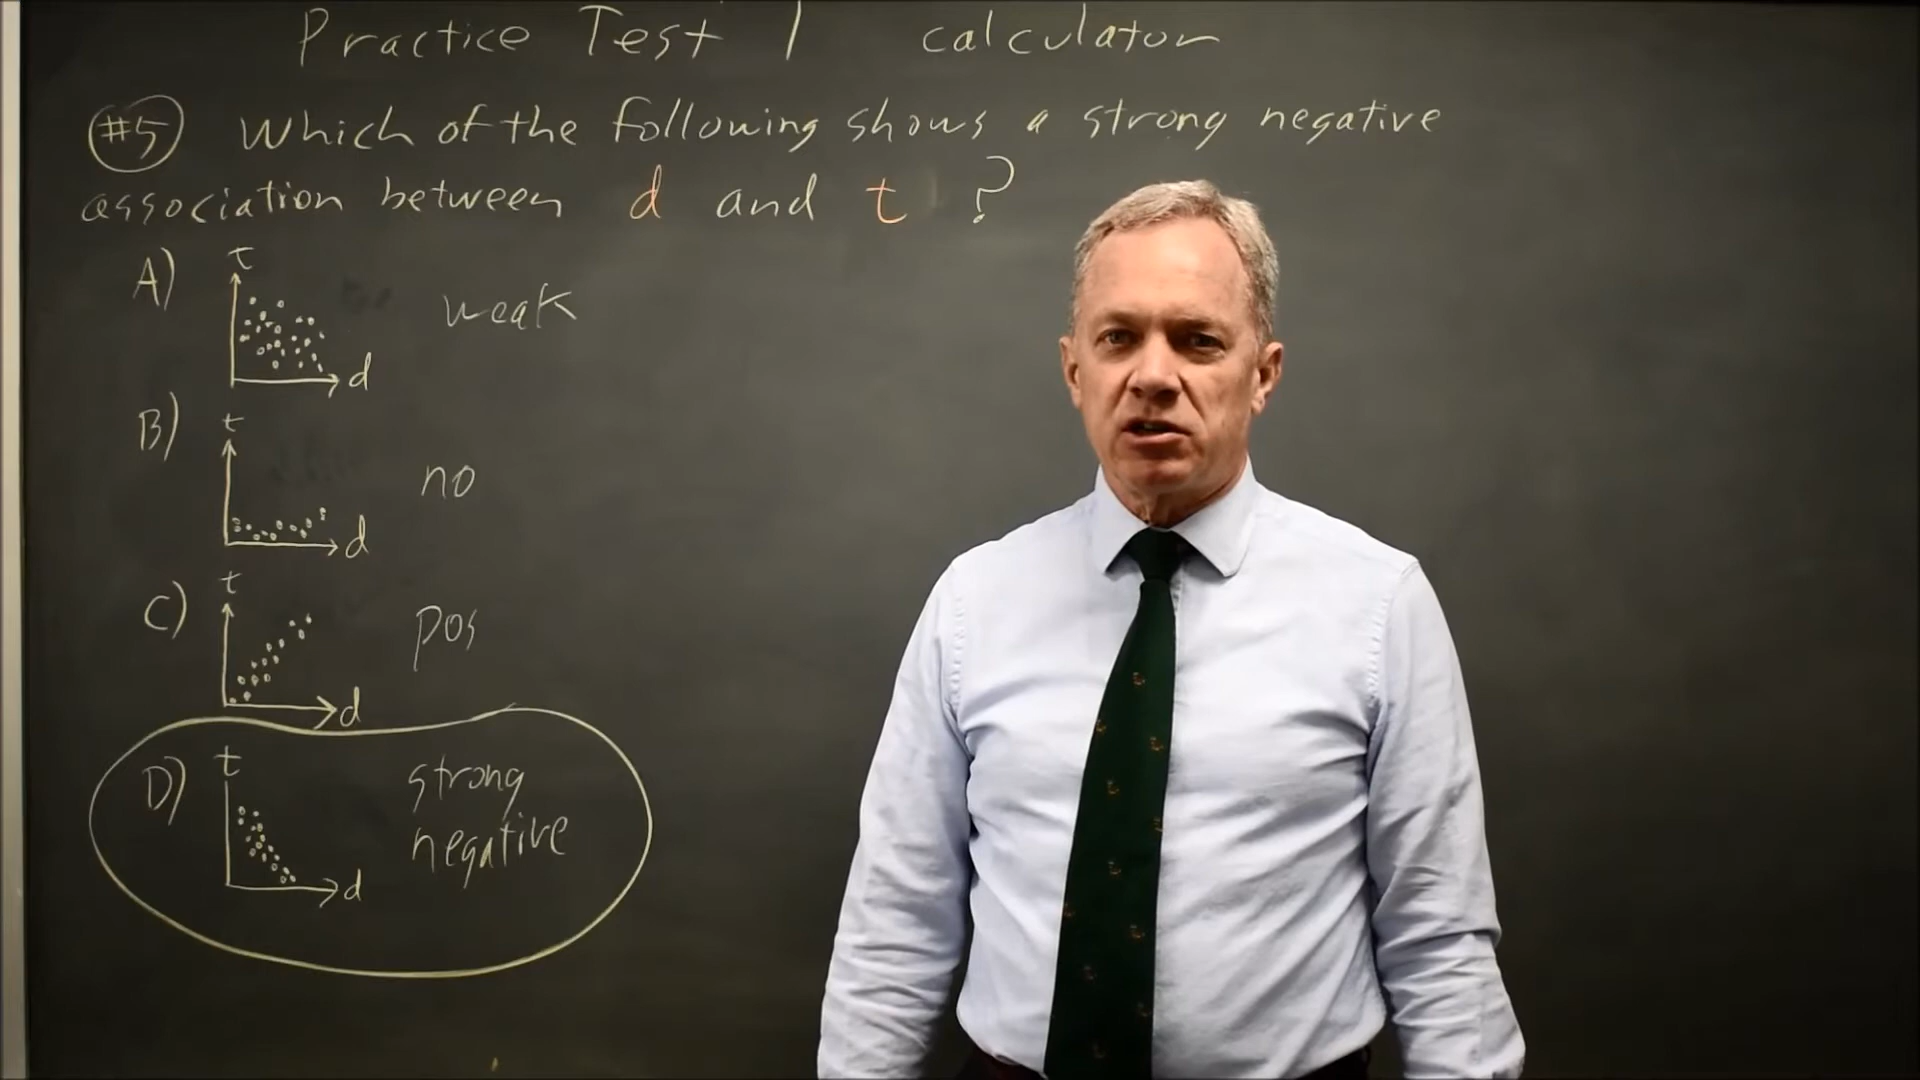 Practice Test 1 calculator
#5 Which of the following shows a strong negative
association between d and t ?
A) t d weak
B) t d no
C) t d pos
D) t d strong
negative